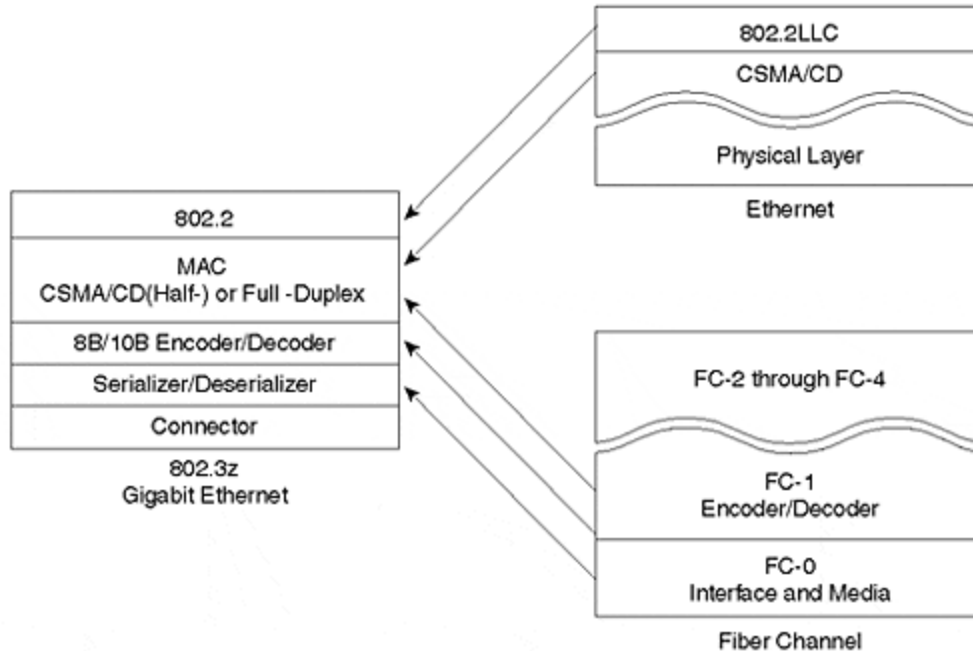 802.2LLC
CSMA/CD
Physical Layer
Ethernet
802.2
MAC
CSMA/CD(Half-) or Full -Duplex
8B/10B Encoder/Decoder
Serializer/Deserializer
Connector
802.3z
Gigabit Ethernet
FC-2 through FC-4
FC-1
Encoder/Decoder
FC-0
Interface and Media
Fiber Channel